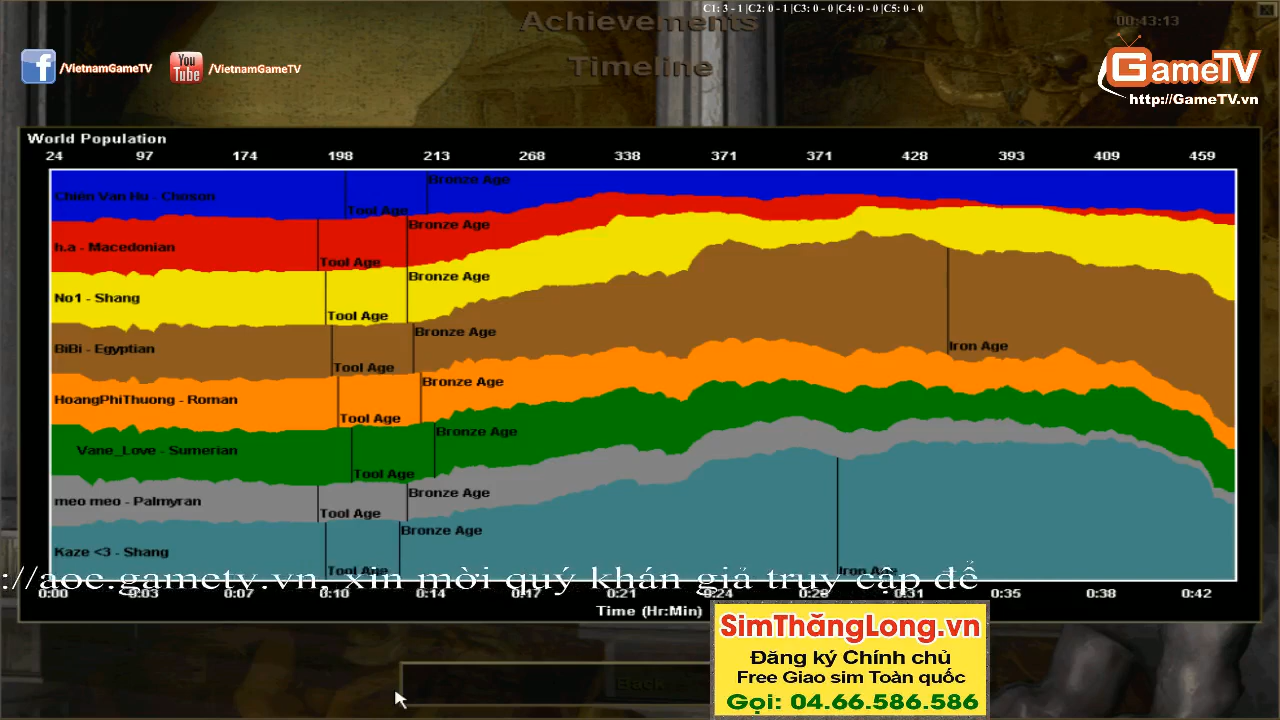 C1: 3 - 1 |C2: 0 - 1 |C3: 0 - 0 |C4: 0 - 0 |C5: 0 - 0
Achievements
00:43:13
Timeline
/VietnamGameTV
You Tube /VietnamGameTV
GameTV
http://GameTV.vn
World Population
24 97 174 198 213 268 338 371 371 428 393 409 459
Chien Van Hu - Choson
Tool Age
Bronze Age
h.a - Macedonian
Tool Age
Bronze Age
No1 - Shang
Tool Age
Bronze Age
BiBi - Egyptian
Tool Age
Bronze Age
Iron Age
HoangPhiThuong - Roman
Tool Age
Bronze Age
Vane_Love - Sumerian
Tool Age
Bronze Age
meo meo - Palmyran
Tool Age
Bronze Age
Kaze <3 - Shang
Tool Age
Bronze Age
Iron Age
://aoe.gametv.vn, xin mời quý khán giả truy cập để
0:00 0:03 0:07 0:10 0:14 0:17 0:21 0:24 0:28 0:31 0:35 0:38 0:42
Time (Hr:Min)
SimThăngLong.vn
Đăng ký Chính chủ
Free Giao sim Toàn quốc
Gọi: 04.66.586.586
Back